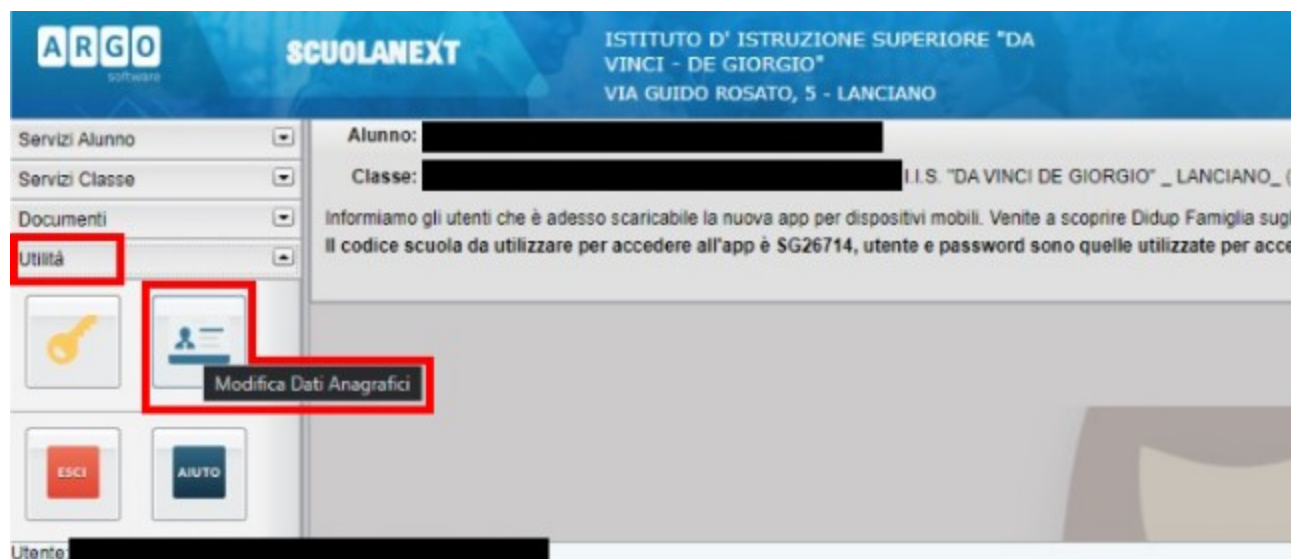 ARGO
software
SCUOLANEXT
ISTITUTO D' ISTRUZIONE SUPERIORE "DA
VINCI - DE GIORGIO"
VIA GUIDO ROSATO, 5 - LANCIANO
Servizi Alunno
Servizi Classe
Documenti
Utilità
Modifica Dati Anagrafici
ESCI
AIUTO
Utente:
Alunno:
Classe: I.I.S. "DA VINCI DE GIORGIO" _ LANCIANO_ (
Informiamo gli utenti che è adesso scaricabile la nuova app per dispositivi mobili. Venite a scoprire Didup Famiglia sugl
Il codice scuola da utilizzare per accedere all'app è SG26714, utente e password sono quelle utilizzate per acce